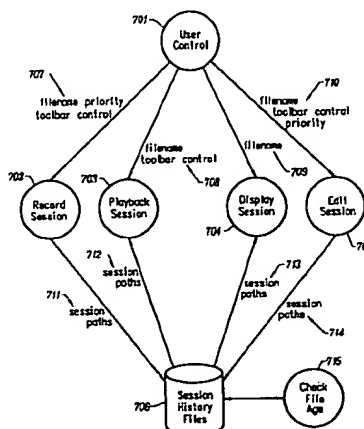 701
User
Control
707
filename priority
toolbar control
710
filename
toolbar control
priority
filename
toolbar control
708
filename
709
702
Record
Session
703
Playback
Session
Display
Session
704
Edit
Session
712
session
paths
713
session
paths
711
session
paths
session
paths
714
715
Check
File
Age
706
Session
History
Files